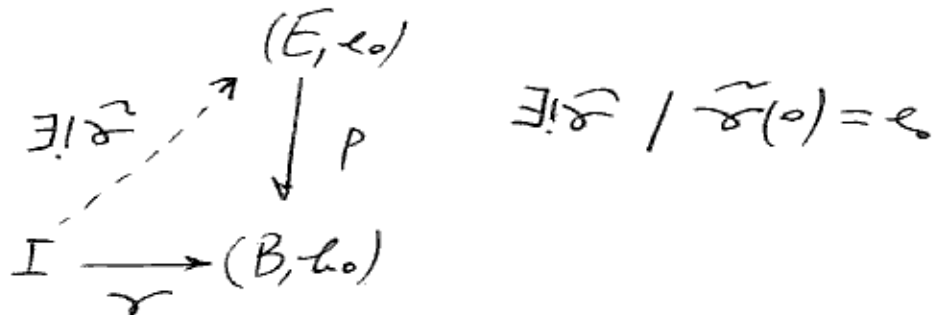 (E, e₀)
∃! γ̃
p
∃! γ̃ / γ̃(0) = e₀
I
γ
(B, b₀)